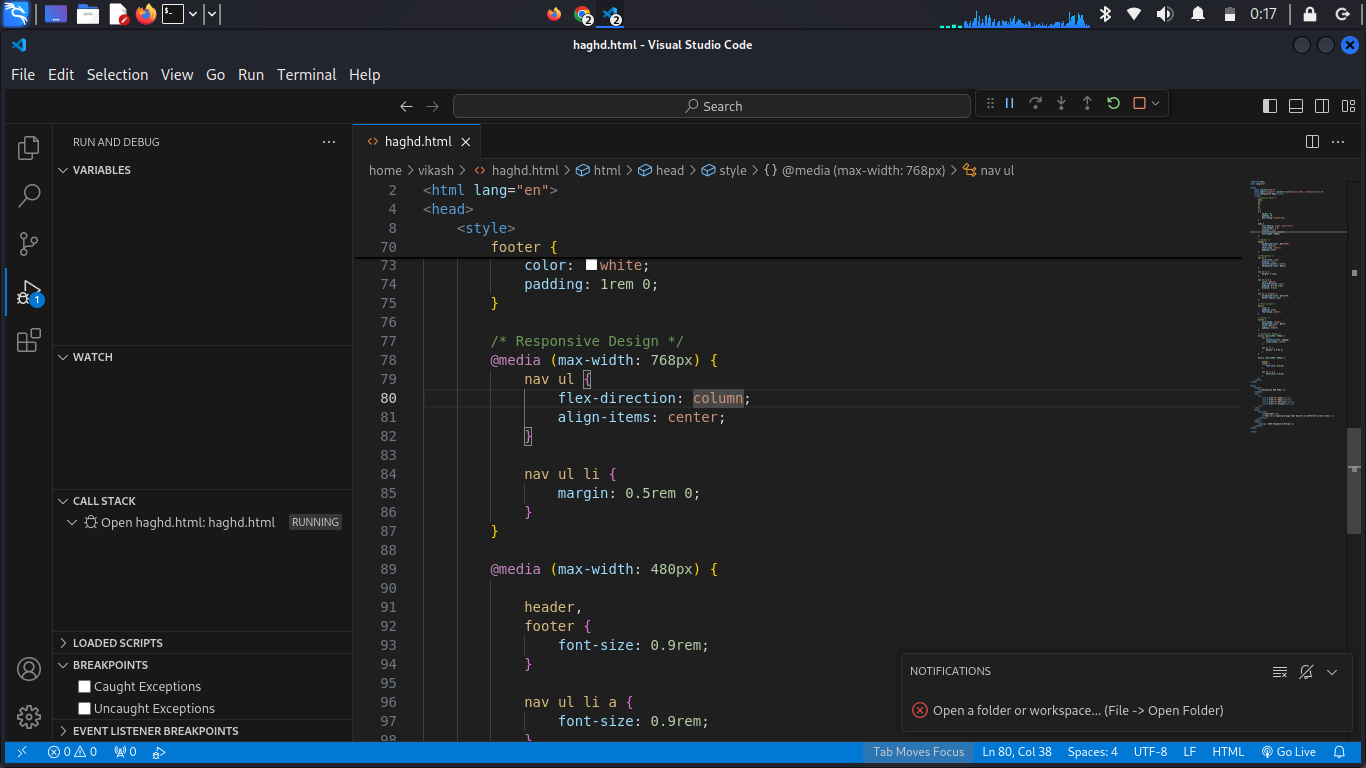 2
2
0:17
haghd.html - Visual Studio Code
File Edit Selection View Go Run Terminal Help
Search
RUN AND DEBUG
VARIABLES
WATCH
CALL STACK
Open haghd.html: haghd.html RUNNING
LOADED SCRIPTS
BREAKPOINTS
Caught Exceptions
Uncaught Exceptions
EVENT LISTENER BREAKPOINTS
1
haghd.html
home > vikash > haghd.html > html > head > style > {} @media (max-width: 768px) > nav ul
2 <html lang="en">
4 <head>
8 <style>
70 footer {
73 color: white;
74 padding: 1rem 0;
75 }
76
77 /* Responsive Design */
78 @media (max-width: 768px) {
79 nav ul {
80 flex-direction: column;
81 align-items: center;
82 }
83
84 nav ul li {
85 margin: 0.5rem 0;
86 }
87 }
88
89 @media (max-width: 480px) {
90
91 header,
92 footer {
93 font-size: 0.9rem;
94 }
95
96 nav ul li a {
97 font-size: 0.9rem;
98 }
NOTIFICATIONS
Open a folder or workspace... (File -> Open Folder)
0 0 0 Tab Moves Focus Ln 80, Col 38 Spaces: 4 UTF-8 LF HTML Go Live